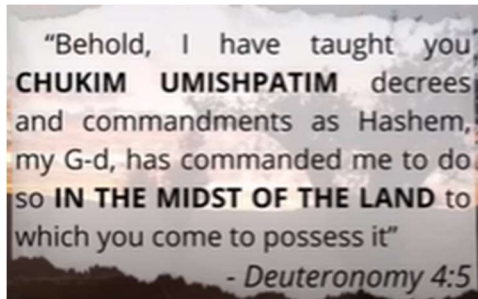 “Behold, I have taught you
CHUKIM UMISHPATIM decrees
and commandments as Hashem,
my G-d, has commanded me to do
so IN THE MIDST OF THE LAND to
which you come to possess it”
- Deuteronomy 4:5